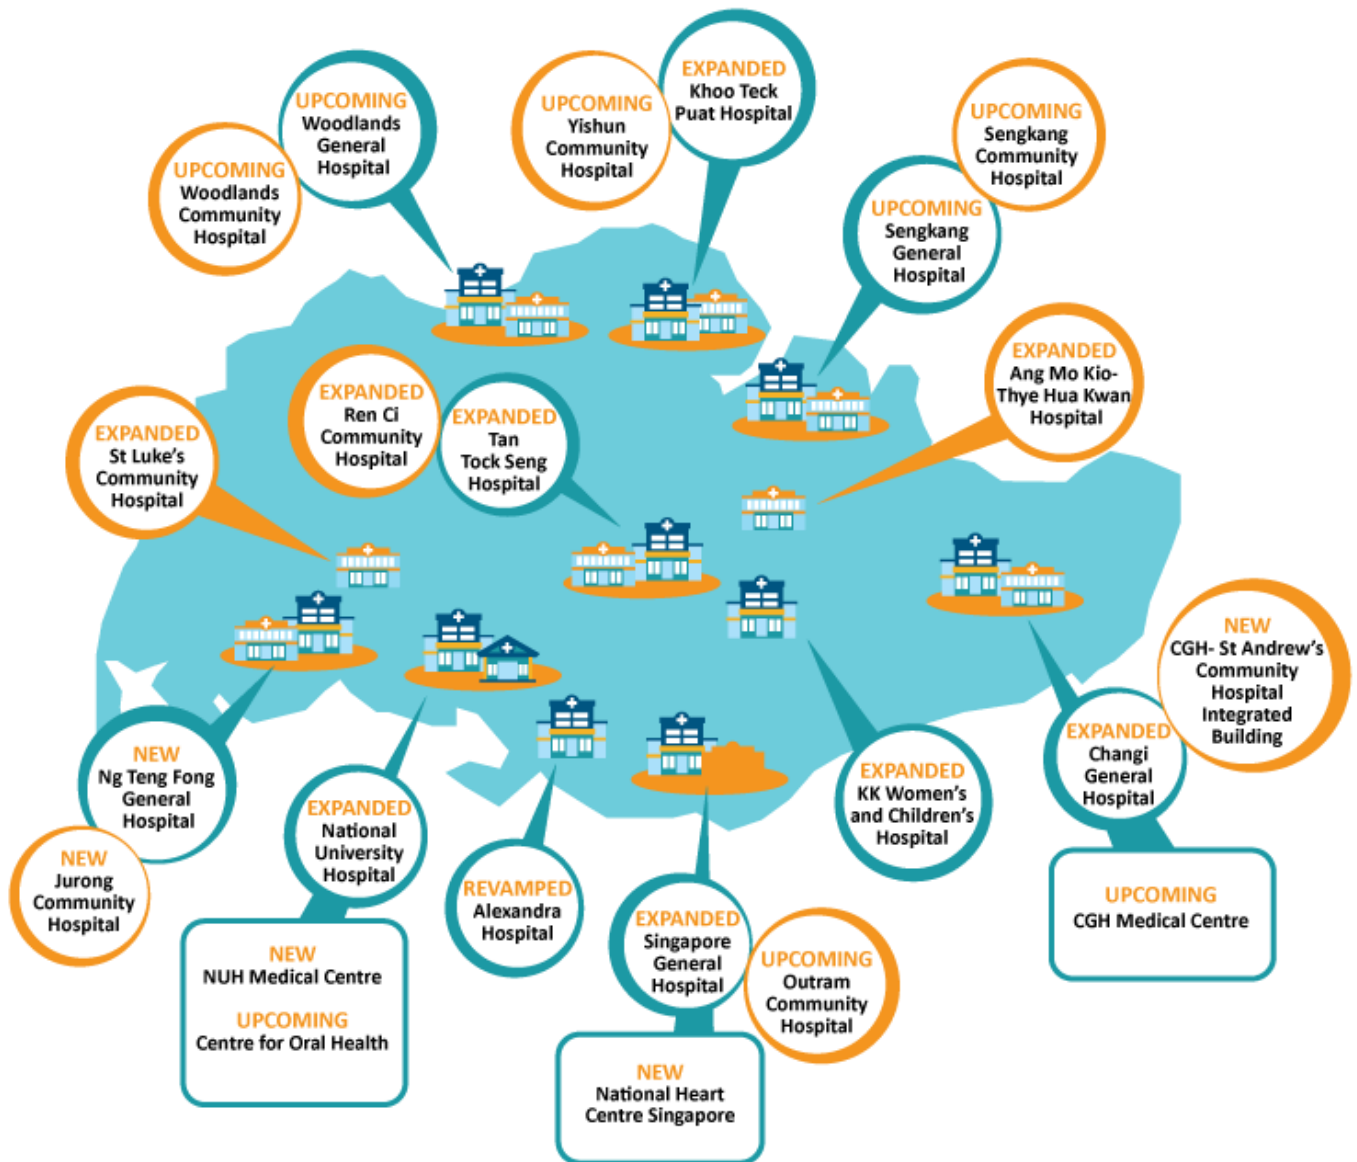 UPCOMING
Woodlands
General
Hospital
UPCOMING
Woodlands
Community
Hospital
UPCOMING
Yishun
Community
Hospital
EXPANDED
Khoo Teck
Puat Hospital
UPCOMING
Sengkang
Community
Hospital
UPCOMING
Sengkang
General
Hospital
EXPANDED
Ang Mo Kio-
Thye Hua Kwan
Hospital
EXPANDED
Ren Ci
Community
Hospital
EXPANDED
Tan
Tock Seng
Hospital
EXPANDED
St Luke's
Community
Hospital
NEW
CGH- St Andrew's
Community
Hospital
Integrated
Building
EXPANDED
Changi
General
Hospital
UPCOMING
CGH Medical Centre
NEW
Ng Teng Fong
General
Hospital
NEW
Jurong
Community
Hospital
EXPANDED
National
University
Hospital
NEW
NUH Medical Centre
UPCOMING
Centre for Oral Health
REVAMPED
Alexandra
Hospital
EXPANDED
Singapore
General
Hospital
UPCOMING
Outram
Community
Hospital
NEW
National Heart
Centre Singapore
EXPANDED
KK Women's
and Children's
Hospital